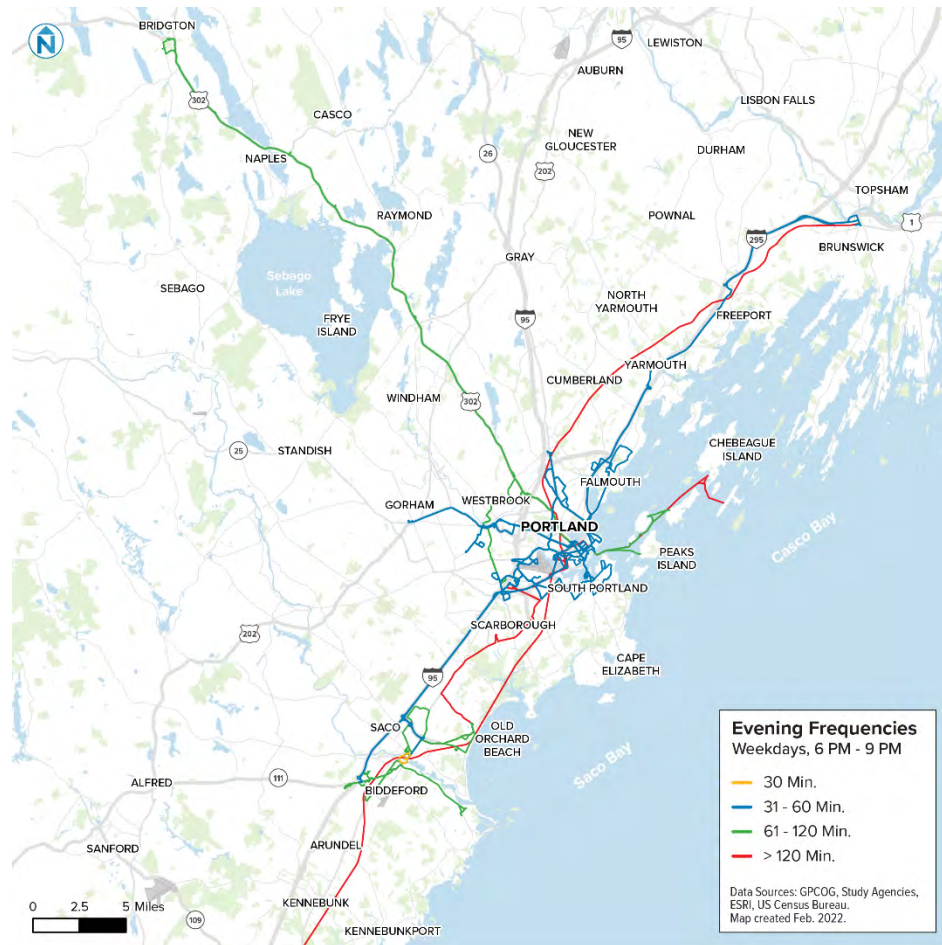 BRIDGTON
95
LEWISTON
N
AUBURN
302
LISBON FALLS
CASCO
NEW
GLOUCESTER
26
DURHAM
NAPLES
202
TOPSHAM
RAYMOND
POWNAL
1
295
BRUNSWICK
GRAY
Sebago
Lake
SEBAGO
NORTH
YARMOUTH
FREEPORT
FRYE
ISLAND
95
YARMOUTH
CUMBERLAND
WINDHAM
302
CHEBEAGUE
ISLAND
25
STANDISH
FALMOUTH
GORHAM
WESTBROOK
PORTLAND
Casco Bay
PEAKS
ISLAND
SOUTH PORTLAND
SCARBOROUGH
202
CAPE
ELIZABETH
95
SACO
OLD
ORCHARD
BEACH
Saco Bay
ALFRED
111
BIDDEFORD
ARUNDEL
SANFORD
KENNEBUNK
109
KENNEBUNKPORT
0 2.5 5 Miles
Evening Frequencies
Weekdays, 6 PM - 9 PM
30 Min.
31 - 60 Min.
61 - 120 Min.
> 120 Min.
Data Sources: GPCOG, Study Agencies,
ESRI, US Census Bureau.
Map created Feb. 2022.